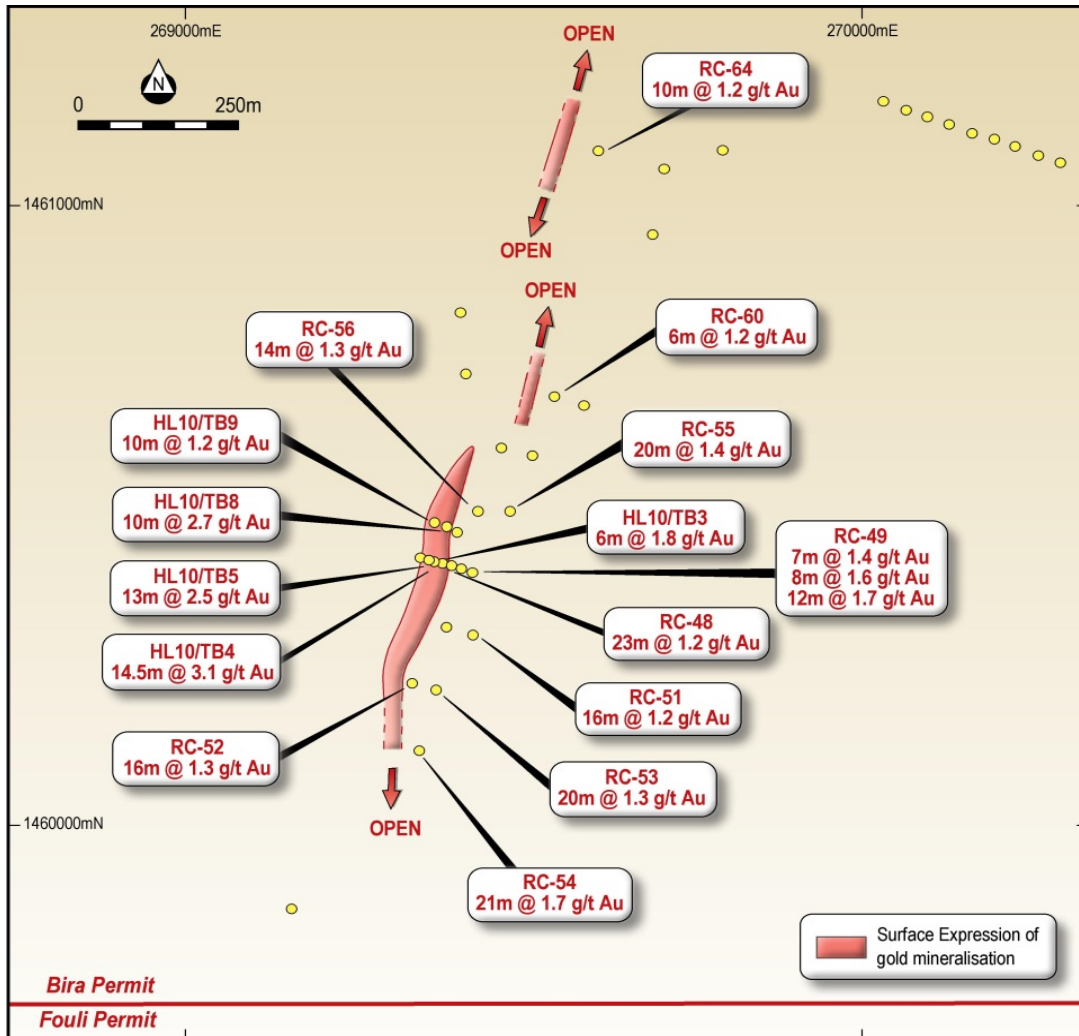 269000mE
270000mE
OPEN
RC-64
10m @ 1.2 g/t Au
N
0
250m
1461000mN
OPEN
OPEN
RC-60
6m @ 1.2 g/t Au
RC-56
14m @ 1.3 g/t Au
HL10/TB9
10m @ 1.2 g/t Au
RC-55
20m @ 1.4 g/t Au
HL10/TB8
10m @ 2.7 g/t Au
HL10/TB3
6m @ 1.8 g/t Au
RC-49
7m @ 1.4 g/t Au
8m @ 1.6 g/t Au
12m @ 1.7 g/t Au
HL10/TB5
13m @ 2.5 g/t Au
RC-48
23m @ 1.2 g/t Au
HL10/TB4
14.5m @ 3.1 g/t Au
RC-51
16m @ 1.2 g/t Au
RC-52
16m @ 1.3 g/t Au
RC-53
20m @ 1.3 g/t Au
1460000mN
OPEN
RC-54
21m @ 1.7 g/t Au
Surface Expression of
gold mineralisation
Bira Permit
Fouli Permit